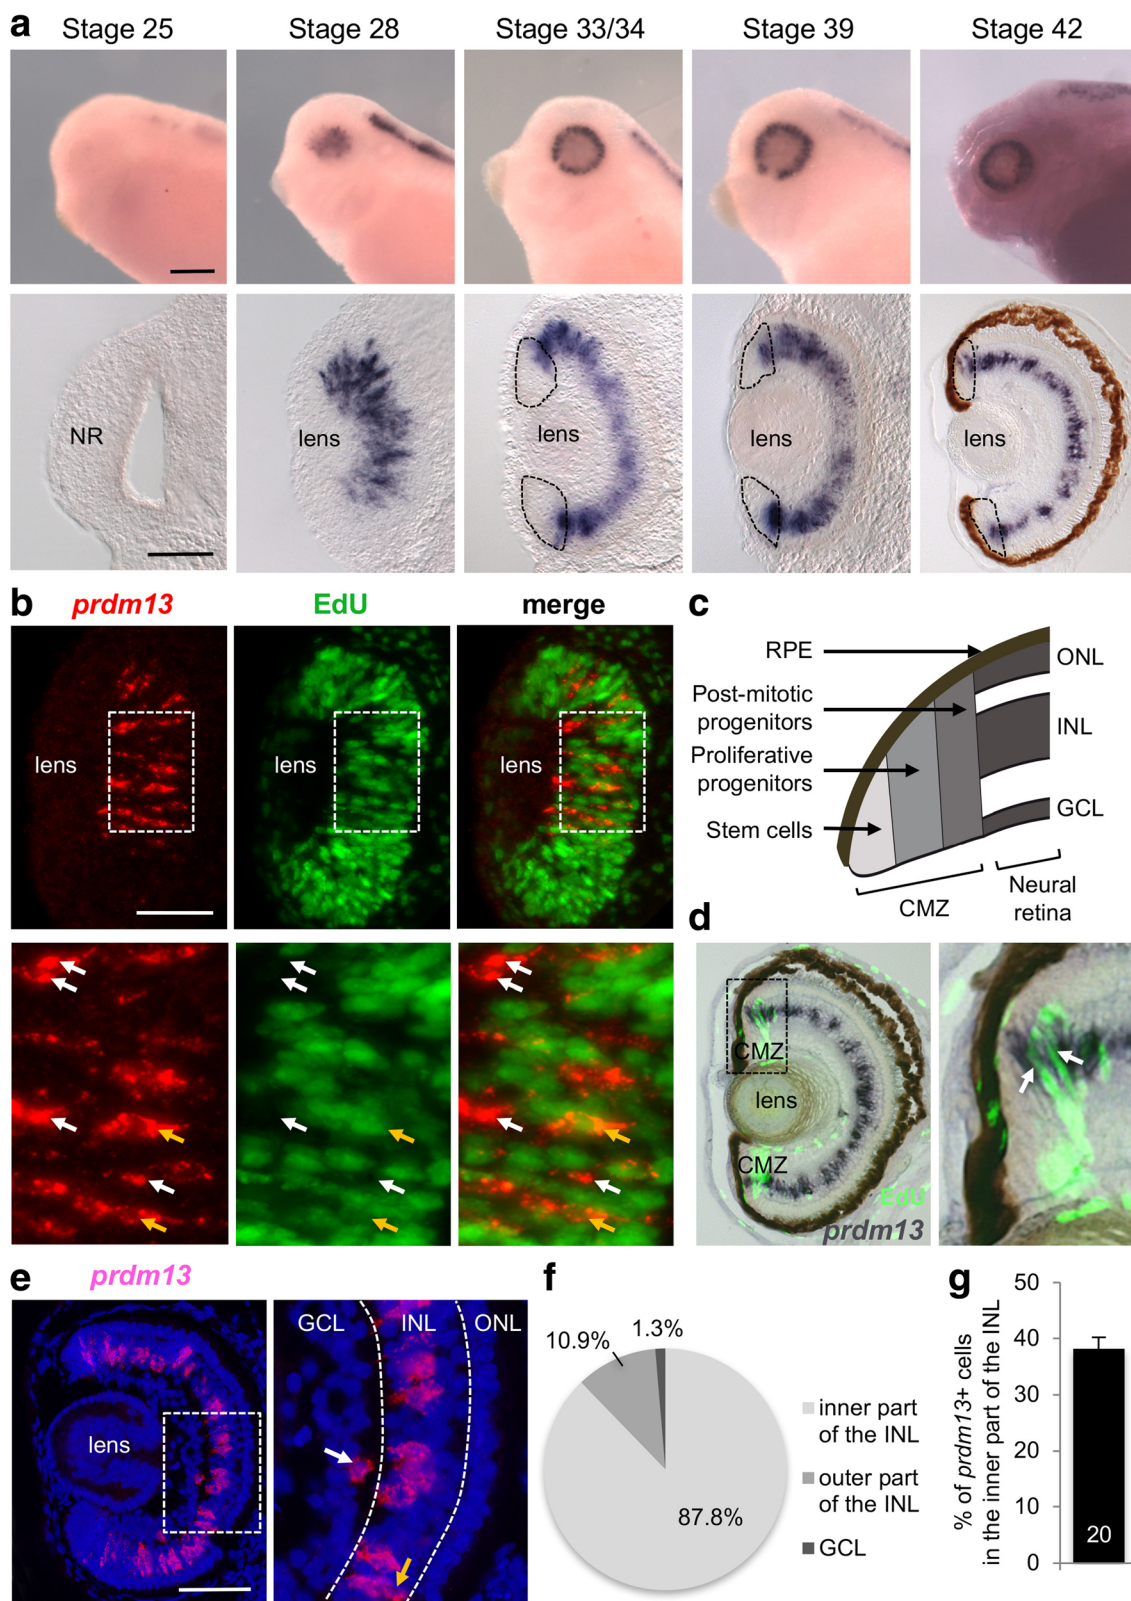 a
Stage 25
Stage 28
Stage 33/34
Stage 39
Stage 42
NR
lens
lens
lens
lens
b
prdm13
EdU
merge
lens
lens
lens
c
RPE
Post-mitotic
progenitors
Proliferative
progenitors
Stem cells
ONL
INL
GCL
CMZ
Neural
retina
d
CMZ
lens
CMZ
EdU
prdm13
e
prdm13
lens
GCL
INL
ONL
f
10.9%
1.3%
87.8%
inner part
of the INL
outer part
of the INL
GCL
g
% of prdm13+ cells
in the inner part of the INL
50
40
30
20
10
0
20